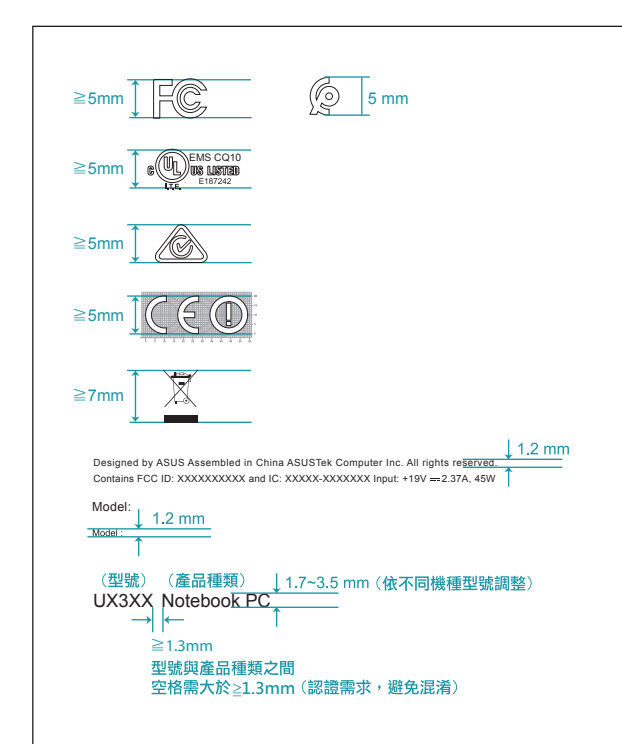 ≧5mm FC 5 mm
≧5mm C UL US LISTED EMS CQ10
E187242
I.T.E.
≧5mm
≧5mm CE
≧7mm
1.2 mm
Designed by ASUS Assembled in China ASUSTek Computer Inc. All rights reserved.
Contains FCC ID: XXXXXXXXXX and IC: XXXXX-XXXXXXX Input: +19V ⎓ 2.37A, 45W
Model:
1.2 mm
Model :
（型號）（產品種類） 1.7~3.5 mm（依不同機種型號調整）
UX3XX Notebook PC
≧1.3mm
型號與產品種類之間
空格需大於≧1.3mm（認證需求，避免混淆）